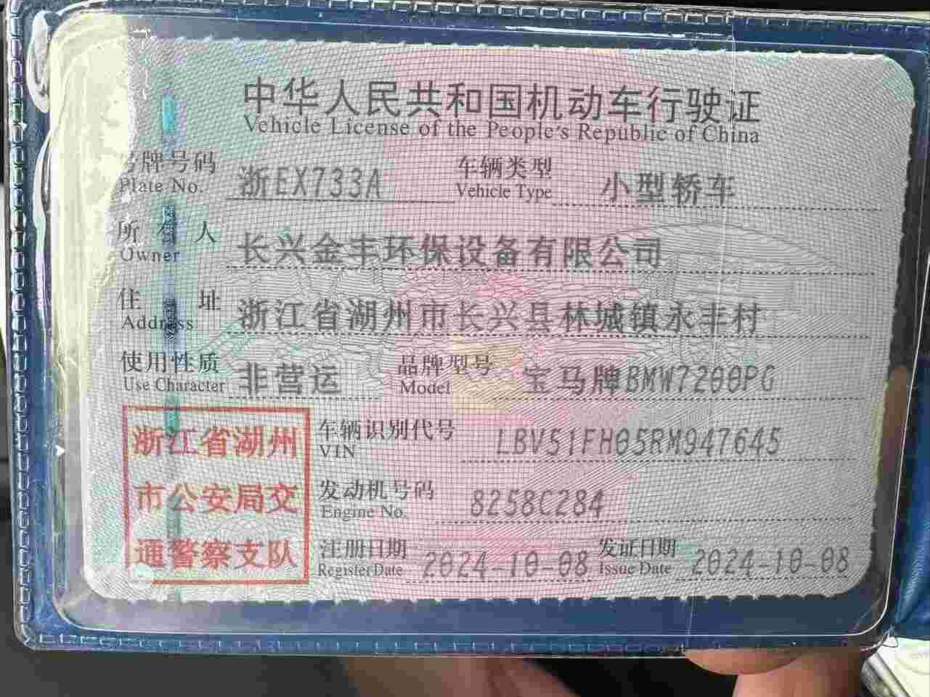 中华人民共和国机动车行驶证
Vehicle License of the People's Republic of China
号牌号码 浙EX733A 车辆类型 小型轿车
Plate No. Vehicle Type
所有人 长兴金丰环保设备有限公司
Owner
住址 浙江省湖州市长兴县林城镇永丰村
Address
使用性质 非营运 品牌型号 宝马牌BMW7200PG
Use Character Model
浙江省湖州
市公安局交
通警察支队
车辆识别代号 LBV51FH05RM947645
VIN
发动机号码 8258C284
Engine No.
注册日期 2024-10-08 发证日期 2024-10-08
Register Date Issue Date